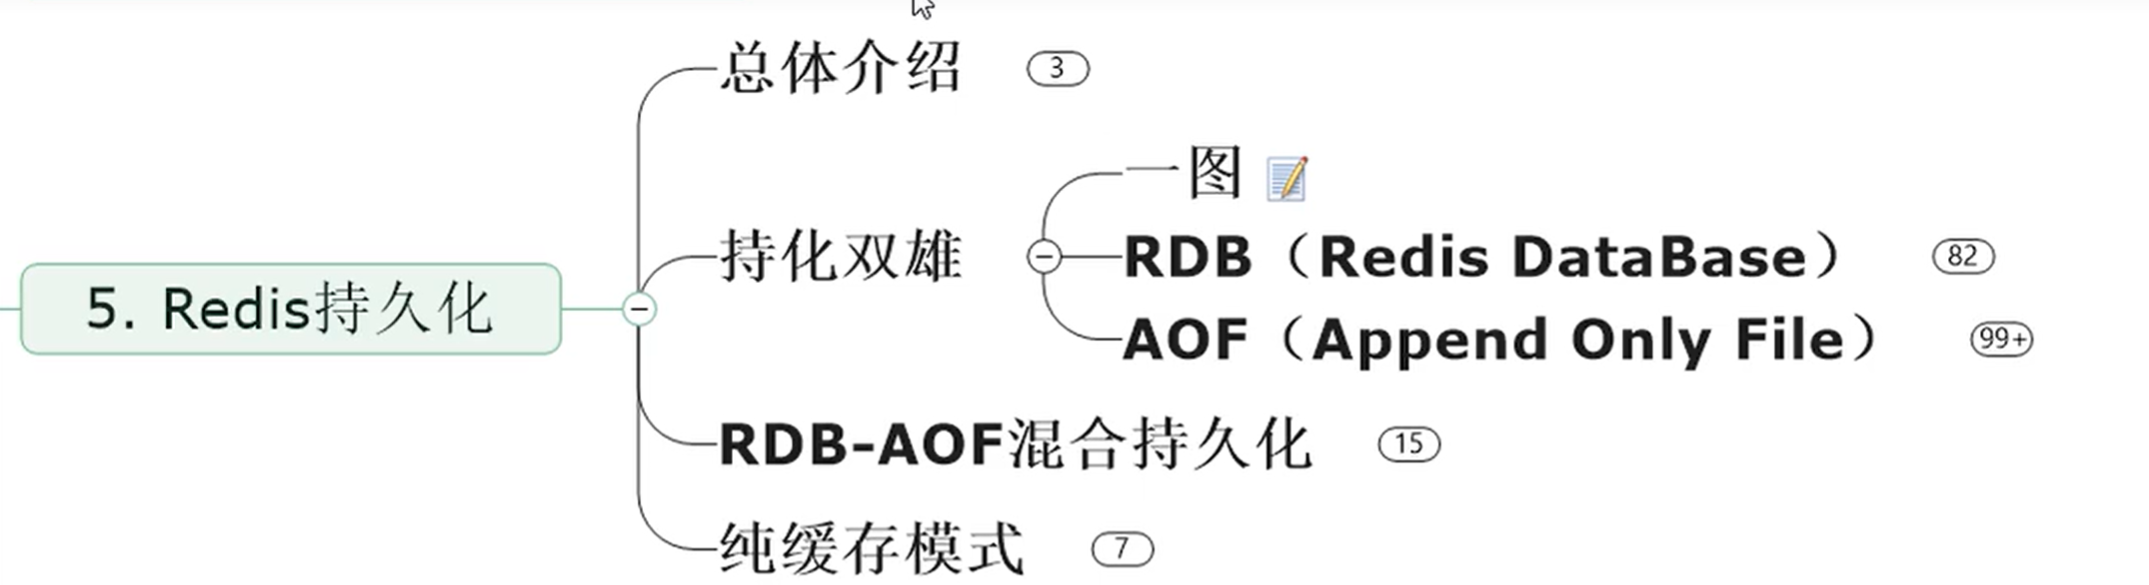 总体介绍 3
一图
持化双雄
RDB（Redis DataBase） 82
5. Redis持久化
AOF（Append Only File） 99+
RDB-AOF混合持久化 15
纯缓存模式 7